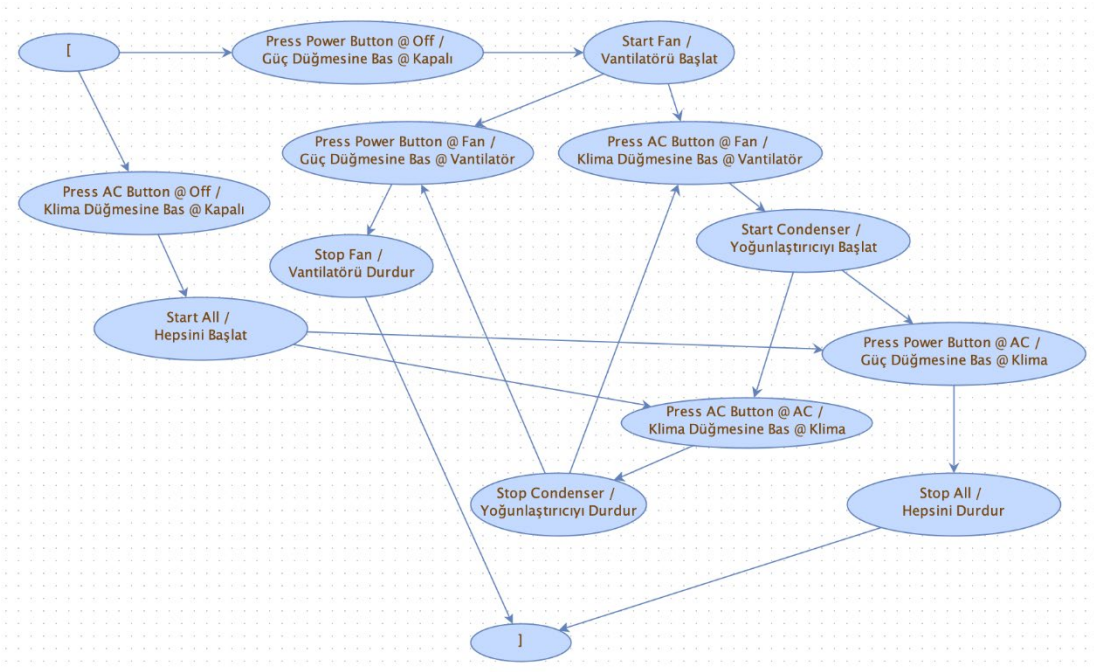 [
Press Power Button @ Off /
Güç Düğmesine Bas @ Kapalı
Start Fan /
Vantilatörü Başlat
Press Power Button @ Fan /
Güç Düğmesine Bas @ Vantilatör
Press AC Button @ Fan /
Klima Düğmesine Bas @ Vantilatör
Press AC Button @ Off /
Klima Düğmesine Bas @ Kapalı
Start Condenser /
Yoğunlaştırıcıyı Başlat
Stop Fan /
Vantilatörü Durdur
Start All /
Hepsini Başlat
Press Power Button @ AC /
Güç Düğmesine Bas @ Klima
Press AC Button @ AC /
Klima Düğmesine Bas @ Klima
Stop Condenser /
Yoğunlaştırıcıyı Durdur
Stop All /
Hepsini Durdur
]